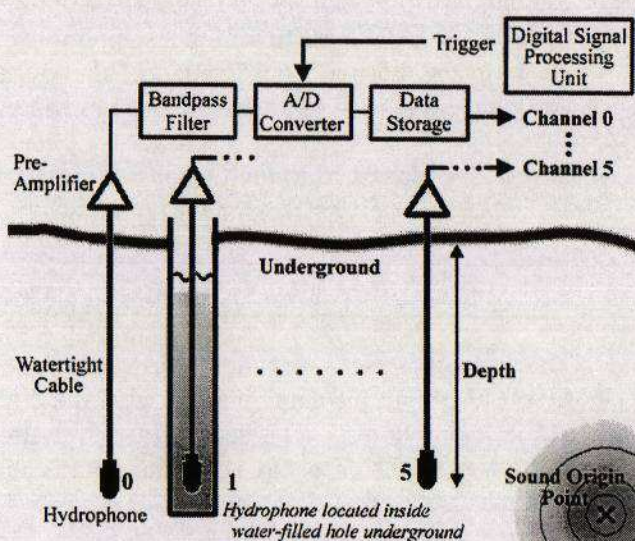 Trigger
Digital Signal
Processing
Unit
Bandpass
Filter
A/D
Converter
Data
Storage
Channel 0
Channel 5
Pre-
Amplifier
Underground
Watertight
Cable
Depth
0
1
5
Sound Origin
Point
Hydrophone
Hydrophone located inside
water-filled hole underground